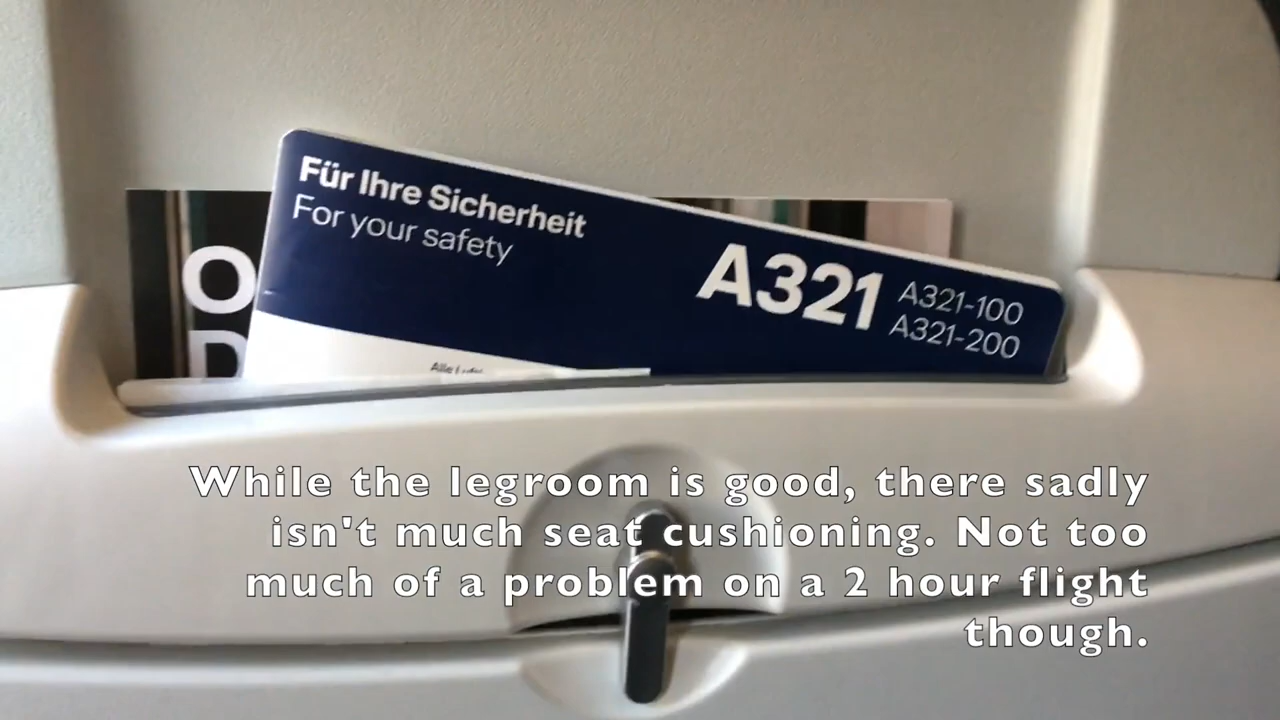 Für Ihre Sicherheit
For your safety
A321
A321-100
A321-200
O
D
Alle
While the legroom is good, there sadly
isn't much seat cushioning. Not too
much of a problem on a 2 hour flight
though.